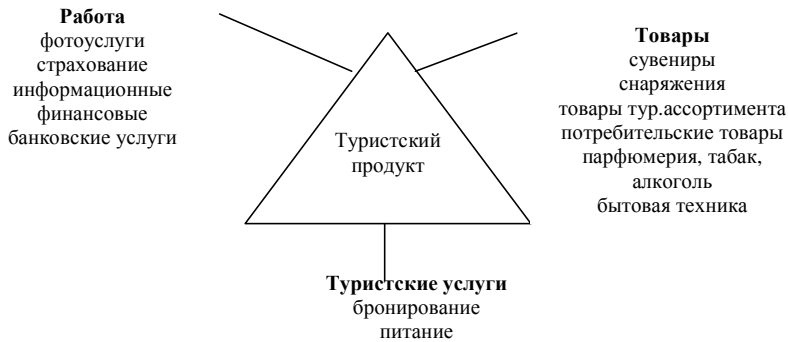 Работа
фотоуслуги
страхование
информационные
финансовые
банковские услуги
Товары
сувениры
снаряжения
товары тур.ассортимента
потребительские товары
парфюмерия, табак,
алкоголь
бытовая техника
Туристский
продукт
Туристские услуги
бронирование
питание